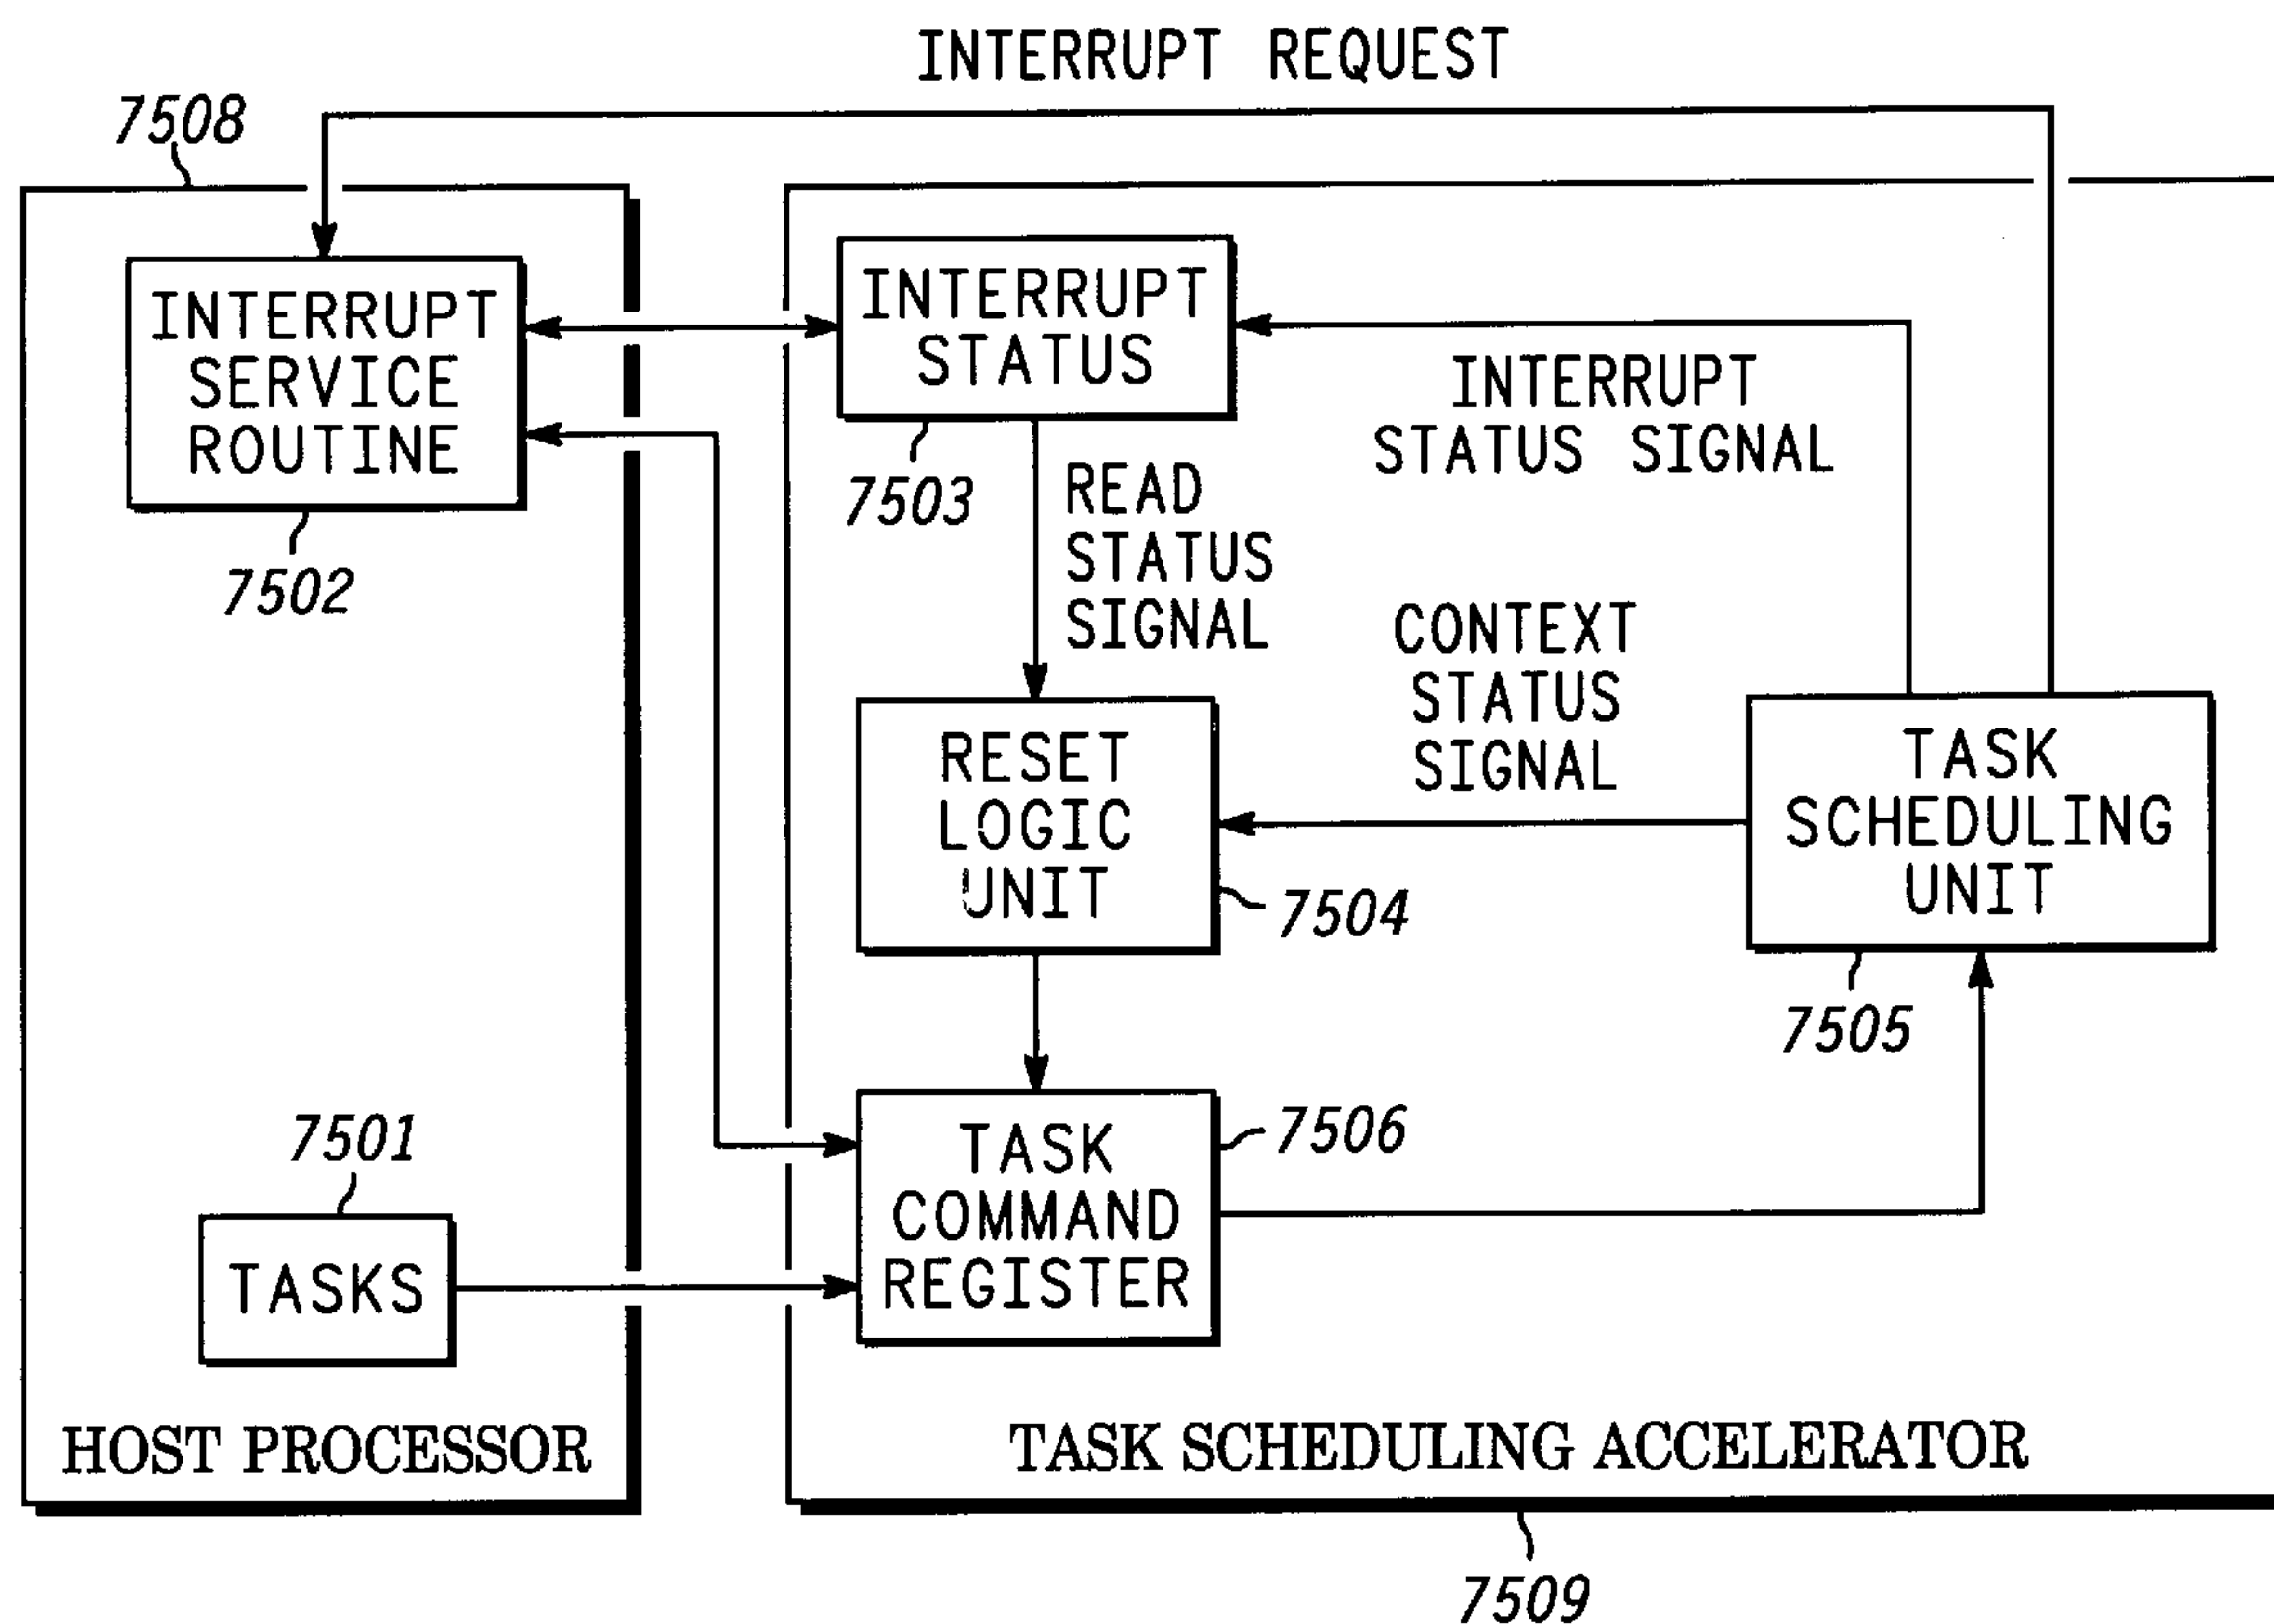 INTERRUPT REQUEST
7508
INTERRUPT
SERVICE
ROUTINE
7502
INTERRUPT
STATUS
7503
INTERRUPT
STATUS SIGNAL
READ
STATUS
SIGNAL
CONTEXT
STATUS
SIGNAL
RESET
LOGIC
UNIT
7504
TASK
SCHEDULING
UNIT
7505
7501
TASKS
TASK
COMMAND
REGISTER
7506
HOST PROCESSOR
TASK SCHEDULING ACCELERATOR
7509